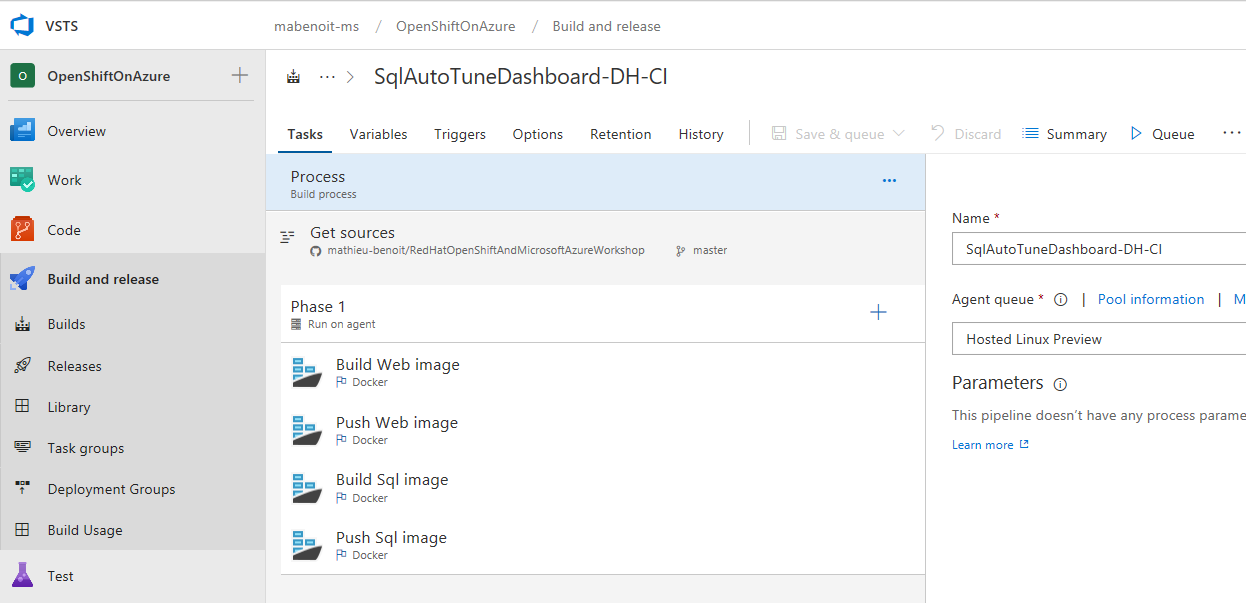 VSTS
mabenoit-ms / OpenShiftOnAzure / Build and release
O OpenShiftOnAzure
Overview
Work
Code
Build and release
Builds
Releases
Library
Task groups
Deployment Groups
Build Usage
Test
... > SqlAutoTuneDashboard-DH-CI
Tasks Variables Triggers Options Retention History Save & queue Discard Summary Queue ...
Process
Build process
Get sources
mathieu-benoit/RedHatOpenShiftAndMicrosoftAzureWorkshop master
Phase 1
Run on agent
Build Web image
Docker
Push Web image
Docker
Build Sql image
Docker
Push Sql image
Docker
Name *
SqlAutoTuneDashboard-DH-CI
Agent queue * | Pool information | M
Hosted Linux Preview
Parameters
This pipeline doesn't have any process parame
Learn more